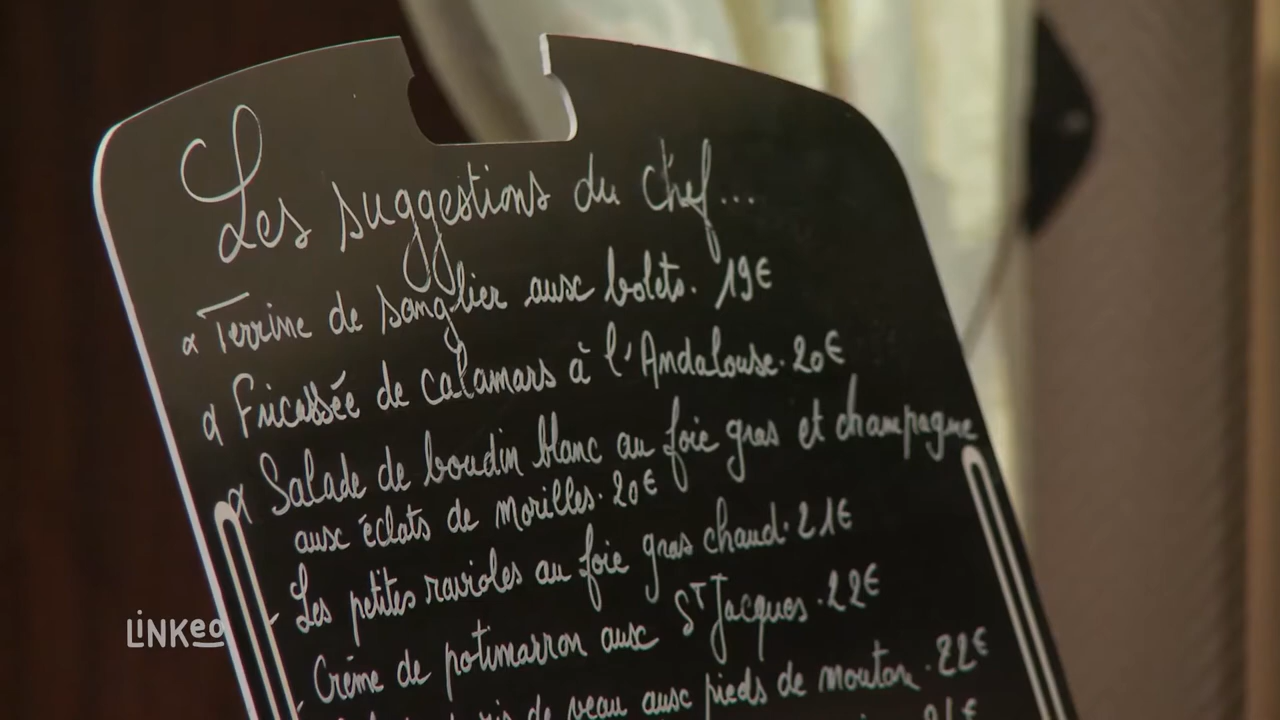 Les suggestions du chef...
Terrine de sanglier aux bolets. 19€
Fricassée de calamars à l'Andalouse. 20€
Salade de boudin blanc au foie gras et champagne
aux éclats de morilles. 20€
Les petites ravioles au foie gras chaud. 21€
Crème de potimarron aux St Jacques. 22€
de veau aux pieds de mouton. 22€
LINKeo